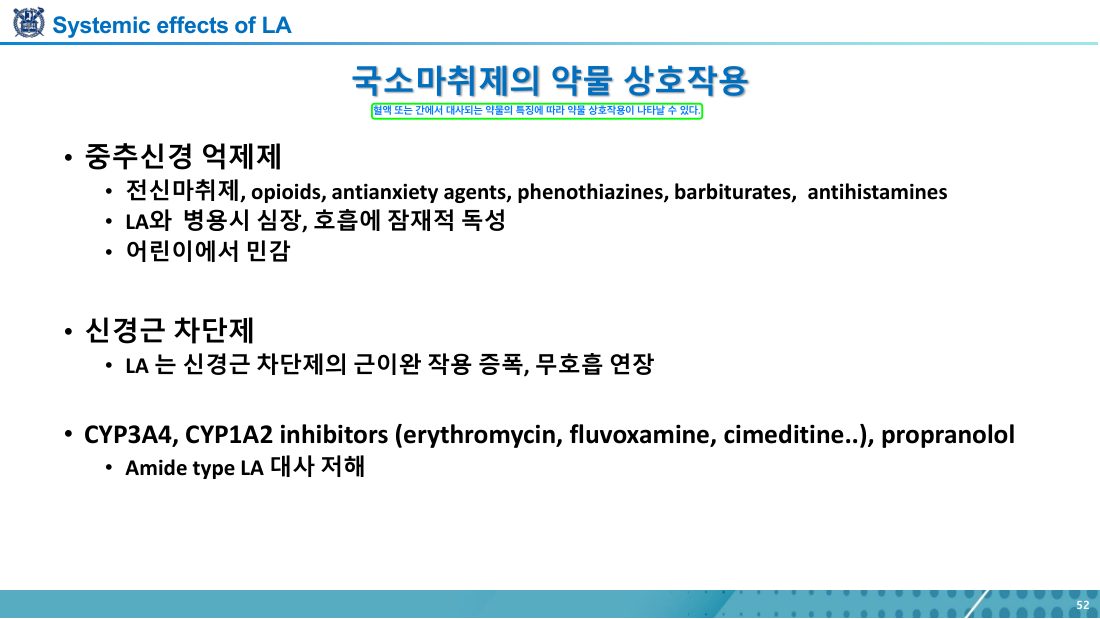 Systemic effects of LA
국소마취제의 약물 상호작용
혈액 또는 간에서 대사되는 약물의 특징에 따라 약물 상호작용이 나타날 수 있다.
• 중추신경 억제제
• 전신마취제, opioids, antianxiety agents, phenothiazines, barbiturates, antihistamines
• LA와 병용시 심장, 호흡에 잠재적 독성
• 어린이에서 민감
• 신경근 차단제
• LA 는 신경근 차단제의 근이완 작용 증폭, 무호흡 연장
• CYP3A4, CYP1A2 inhibitors (erythromycin, fluvoxamine, cimeditine..), propranolol
• Amide type LA 대사 저해
52